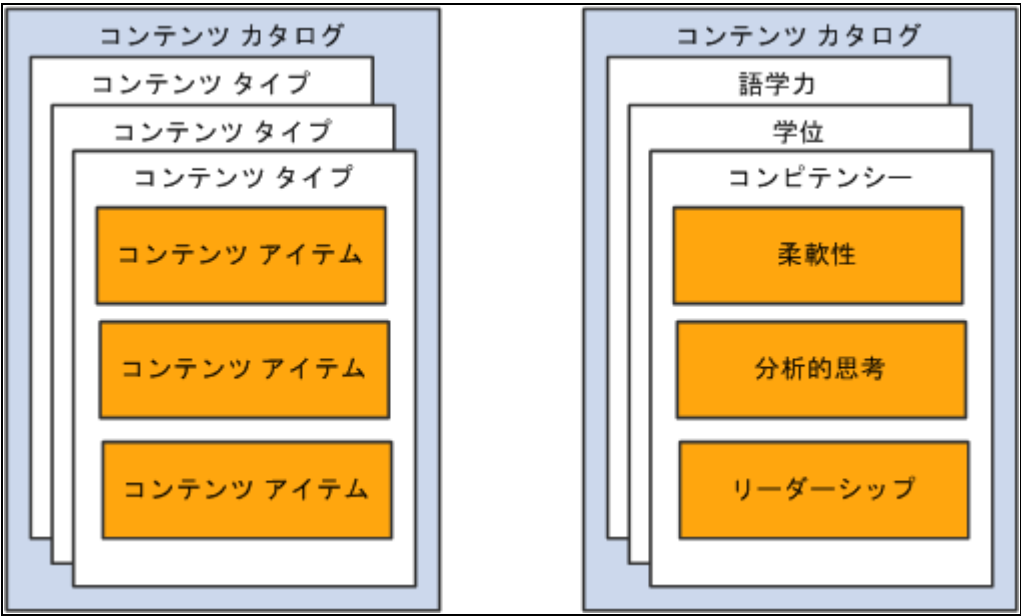 コンテンツ カタログ
コンテンツ タイプ
コンテンツ タイプ
コンテンツ タイプ
コンテンツ アイテム
コンテンツ アイテム
コンテンツ アイテム
コンテンツ カタログ
語学力
学位
コンピテンシー
柔軟性
分析的思考
リーダーシップ